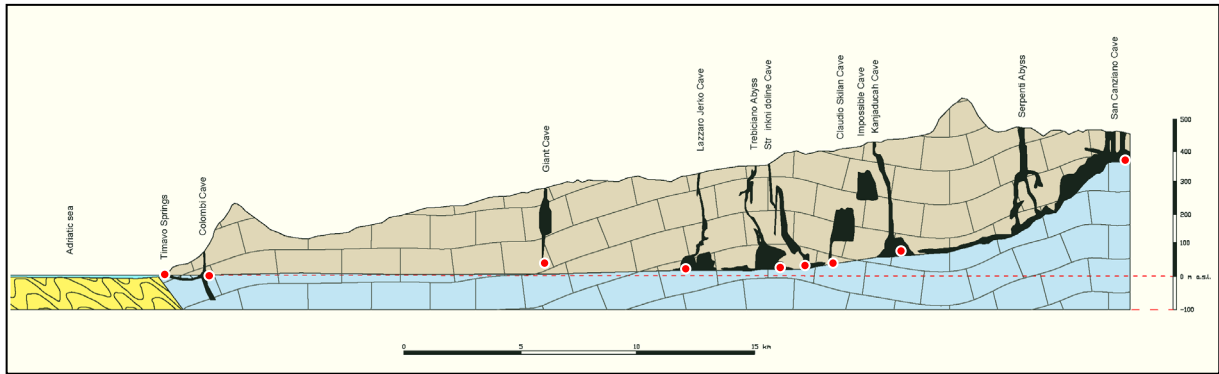 Adriatic sea
Timavo Springs
Colombi Cave
Giant Cave
Lazzaro Jerko Cave
Trebiciano Abyss
Str inkni doline Cave
Claudio Skilan Cave
Impossible Cave
Kanjaducah Cave
Serpenti Abyss
San Canziano Cave
500
400
300
200
100
0 m a.s.l.
-100
0 5 10 15 km